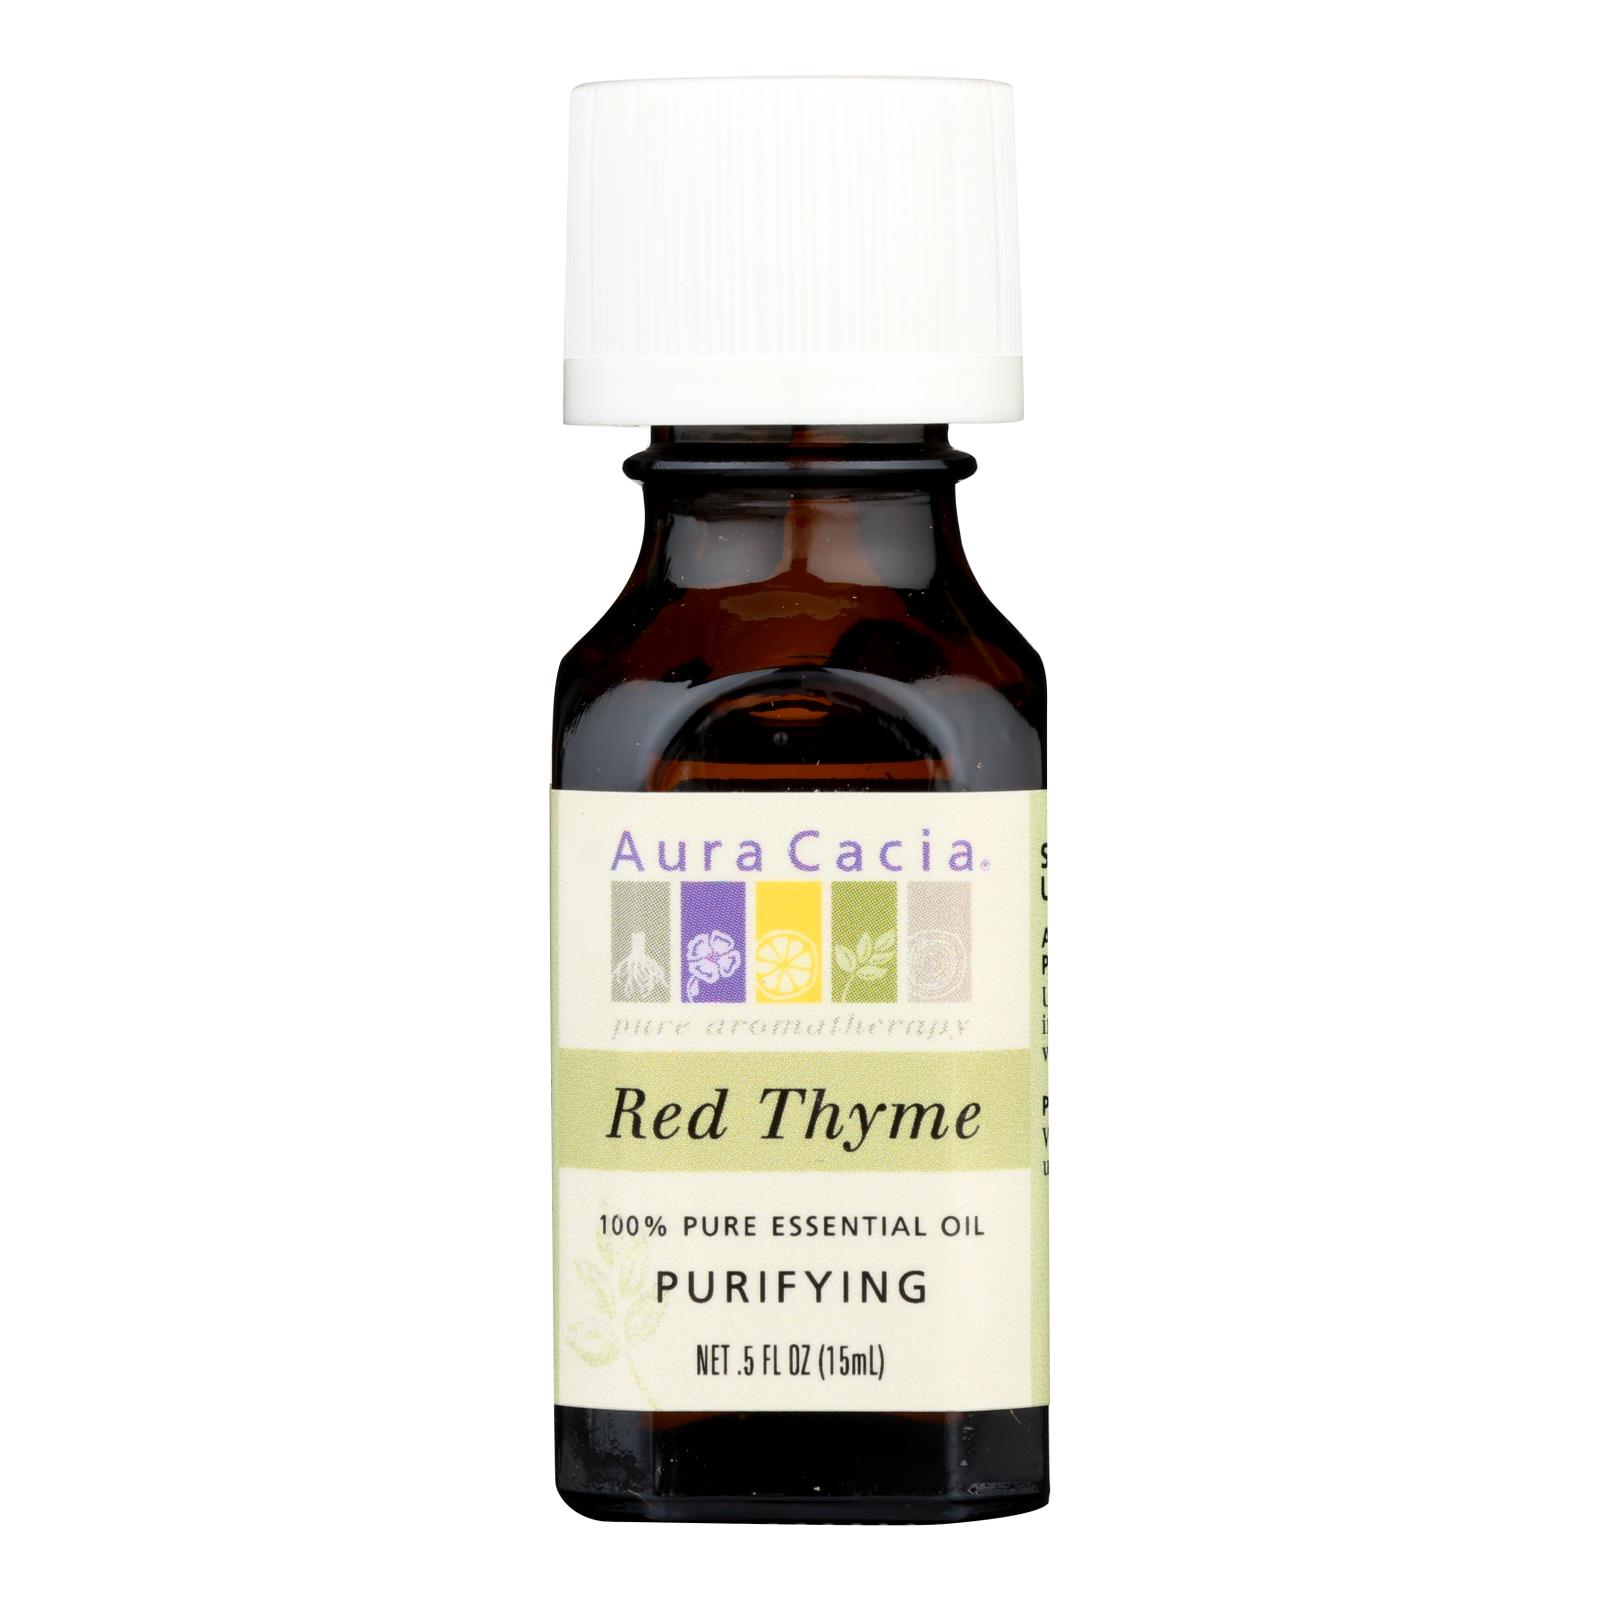 Aura Cacia®
pure aromatherapy
Red Thyme
100% PURE ESSENTIAL OIL
PURIFYING
NET .5 FL OZ (15mL)